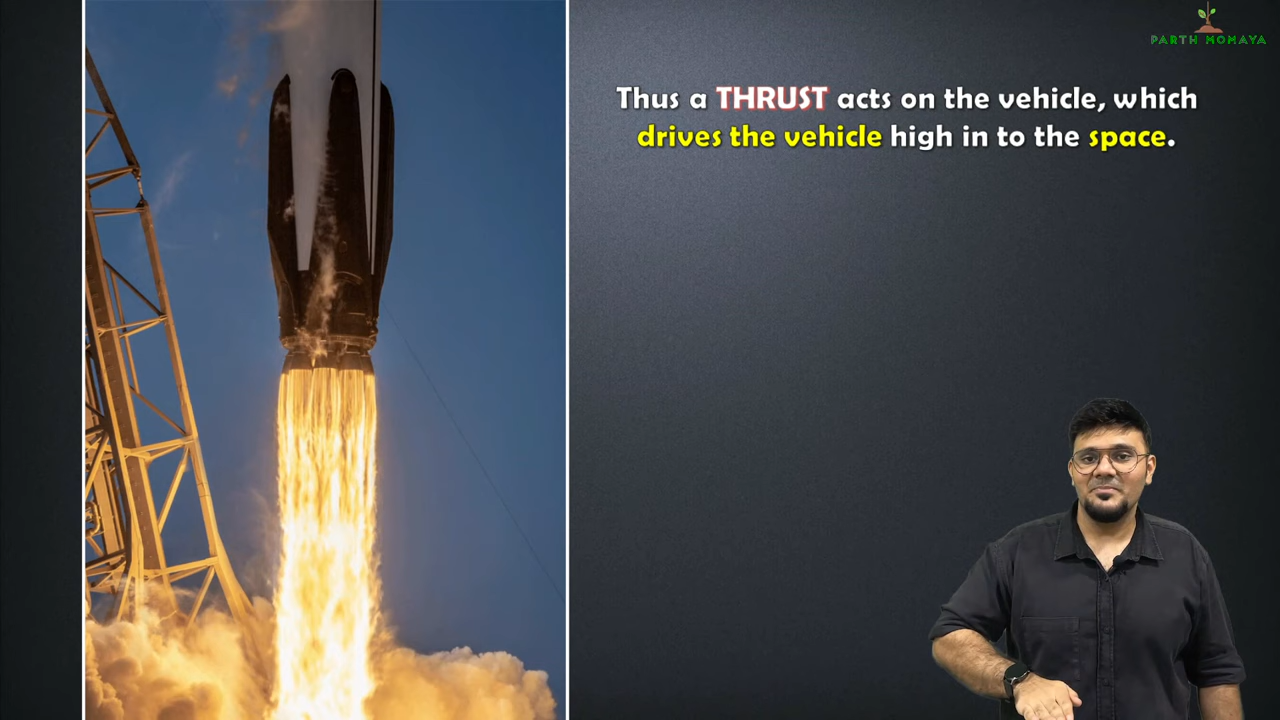 PARTH MOMAYA
Thus a THRUST acts on the vehicle, which
drives the vehicle high in to the space.